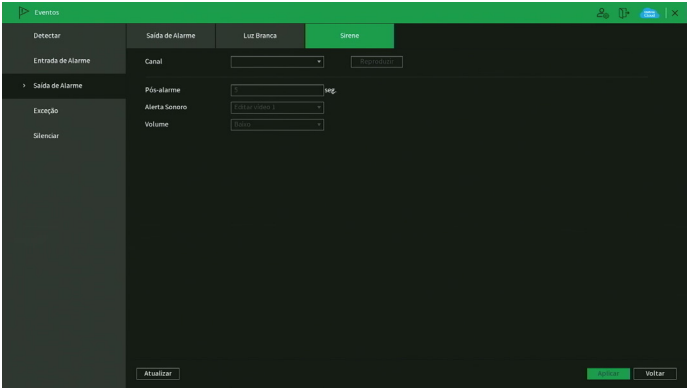 Eventos
Detectar
Saída de Alarme Luz Branca Sirene
Entrada de Alarme
Canal Reproduzir
Saída de Alarme
Pós-alarme 5 seg.
Alerta Sonoro Editar vídeo 1
Exceção
Volume Baixo
Silenciar
Atualizar Aplicar Voltar